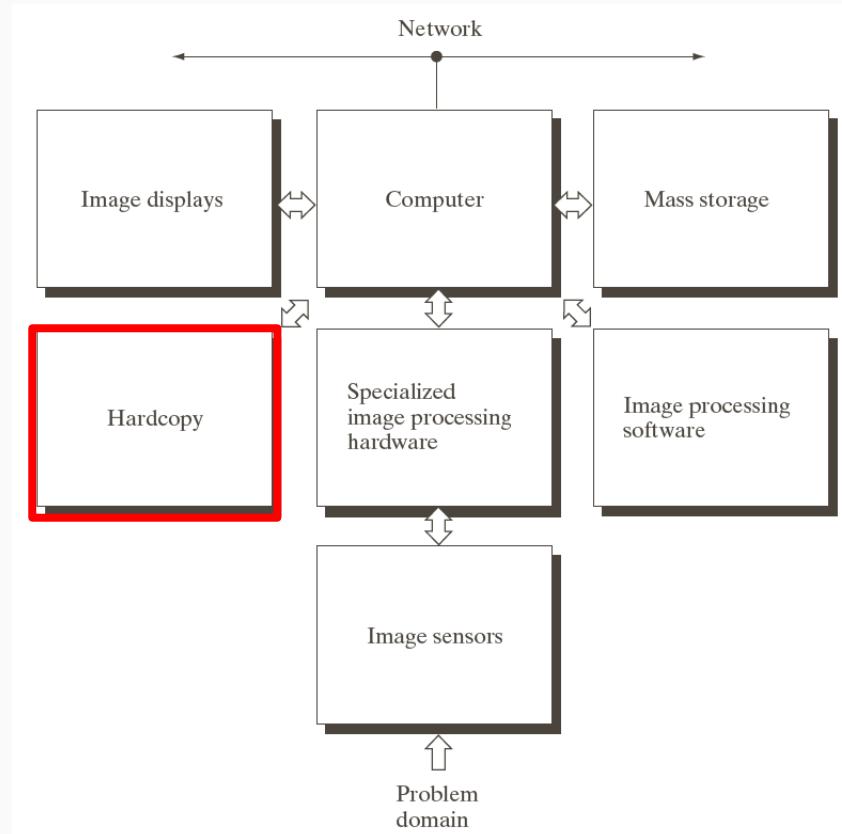 Network
Image displays
Computer
Mass storage
Hardcopy
Specialized
image processing
hardware
Image processing
software
Image sensors
Problem
domain